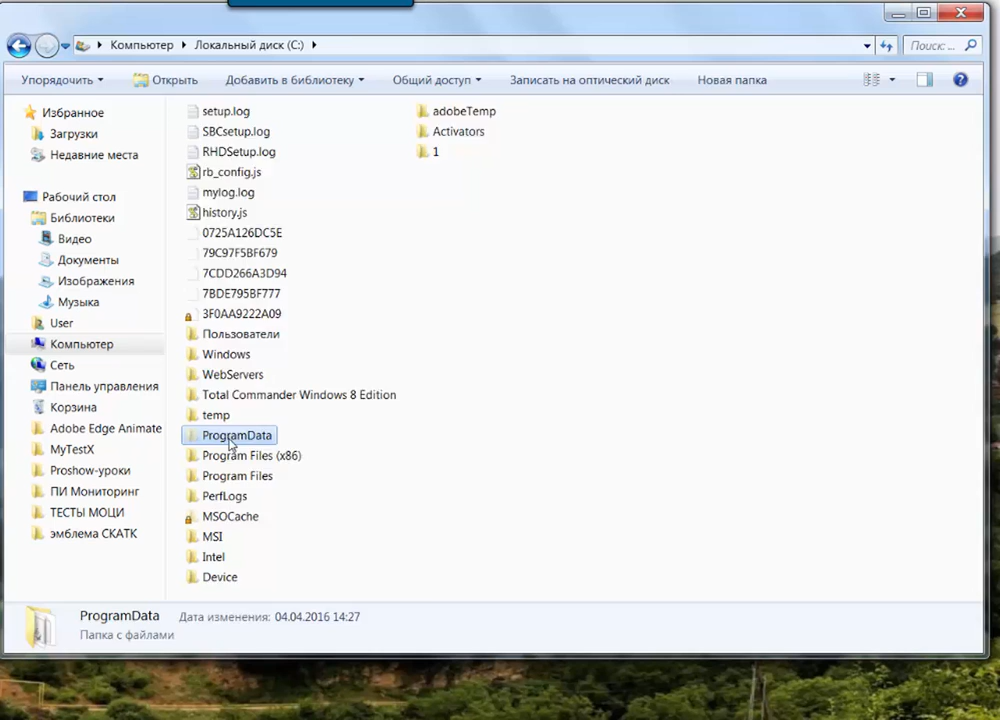 Компьютер
Локальный диск (C:)
Поиск: ...
Упорядочить
Открыть
Добавить в библиотеку
Общий доступ
Записать на оптический диск
Новая папка
Избранное
Загрузки
Недавние места
Рабочий стол
Библиотеки
Видео
Документы
Изображения
Музыка
User
Компьютер
Сеть
Панель управления
Корзина
Adobe Edge Animate
MyTestX
Proshow-уроки
ПИ Мониторинг
ТЕСТЫ МОЦИ
эмблема СКАТК
setup.log
SBCsetup.log
RHDSetup.log
rb_config.js
mylog.log
history.js
0725A126DC5E
79C97F5BF679
7CDD266A3D94
7BDE795BF777
3F0AA9222A09
Пользователи
Windows
WebServers
Total Commander Windows 8 Edition
temp
ProgramData
Program Files (x86)
Program Files
PerfLogs
MSOCache
MSI
Intel
Device
adobeTemp
Activators
1
ProgramData
Дата изменения: 04.04.2016 14:27
Папка с файлами